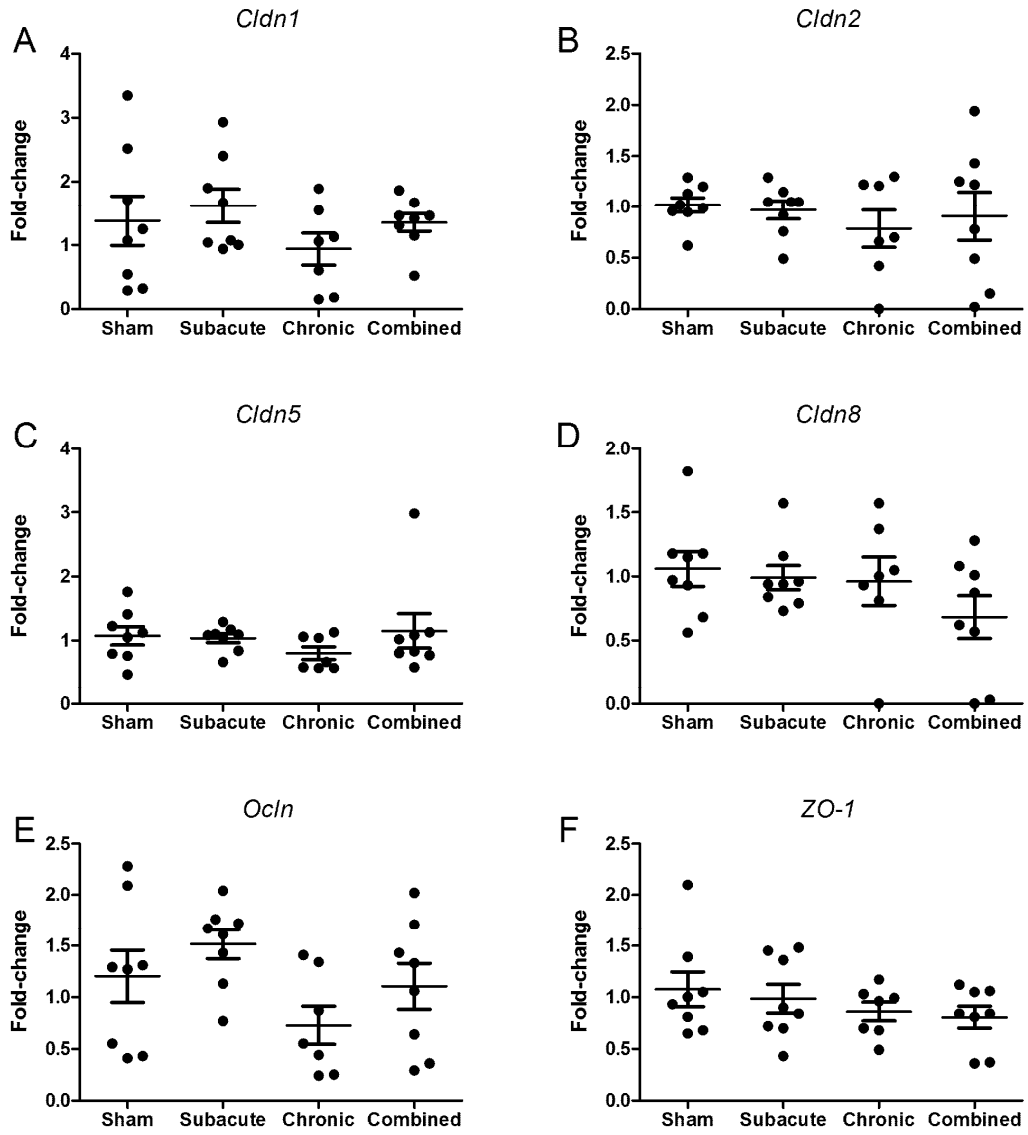 A
Cldn1
Fold-change
4
3
2
1
0
Sham Subacute Chronic Combined
B
Cldn2
Fold-change
2.5
2.0
1.5
1.0
0.5
0.0
Sham Subacute Chronic Combined
C
Cldn5
Fold-change
4
3
2
1
0
Sham Subacute Chronic Combined
D
Cldn8
Fold-change
2.0
1.5
1.0
0.5
0.0
Sham Subacute Chronic Combined
E
Ocln
Fold-change
2.5
2.0
1.5
1.0
0.5
0.0
Sham Subacute Chronic Combined
F
ZO-1
Fold-change
2.5
2.0
1.5
1.0
0.5
0.0
Sham Subacute Chronic Combined